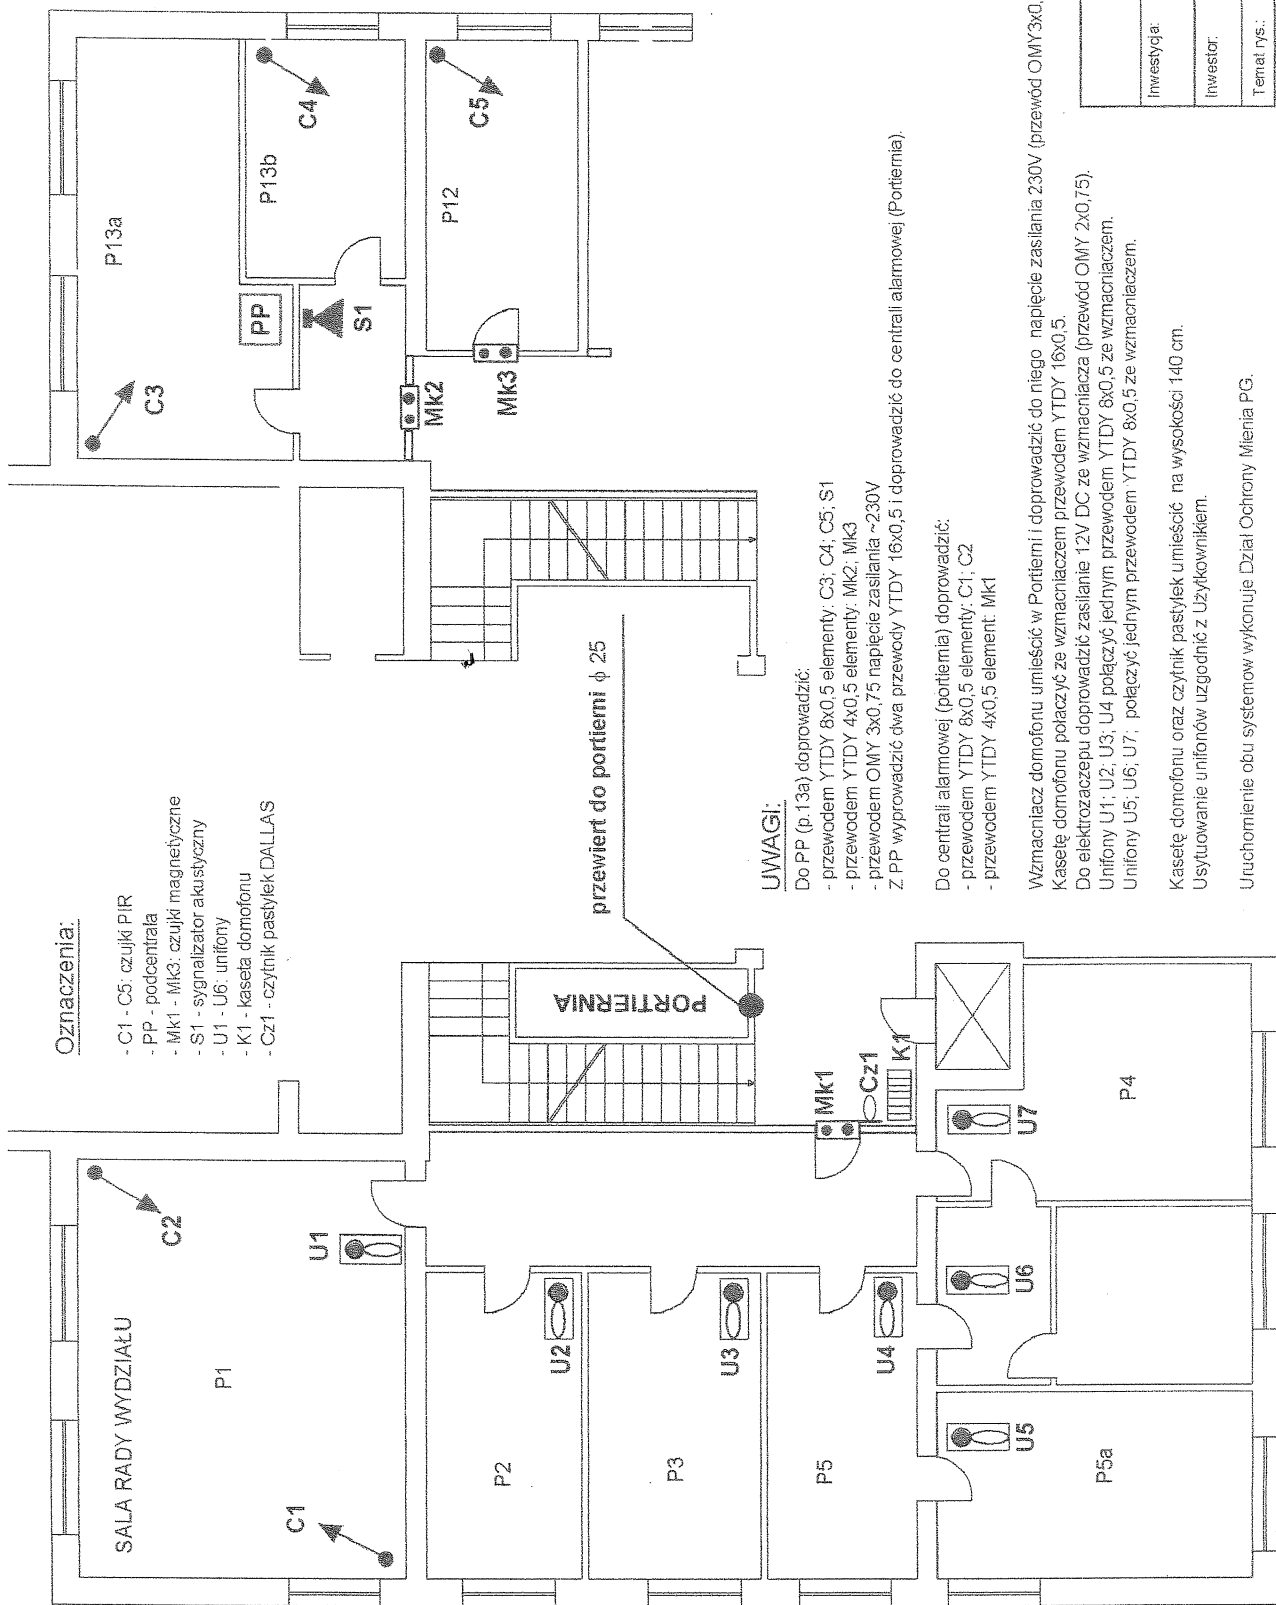 Oznaczenia:
- C1 - C5: czujki PIR
- PP - podcentrala
- Mk1 - Mk3: czujki magnetyczne
- S1 - sygnalizator akustyczny
- U1 - U6: unifony
- K1 - kaseta domofonu
- Cz1 - czytnik pastylek DALLAS
SALA RADY WYDZIAŁU
P1
C1
C2
U1
P2
U2
P3
U3
P5
U4
P5a
U5
U6
U7
P4
Mk1
Cz1
K1
PORTIERNIA
przewiert do portierni ϕ 25
P13a
C3
PP
P13b
C4
S1
P12
C5
Mk2
Mk3
UWAGI:
Do PP (p.13a) doprowadzić:
- przewodem YTDY 8x0,5 elementy: C3; C4; C5; S1
- przewodem YTDY 4x0,5 elementy: Mk2; Mk3
- przewodem OMY 3x0,75 napięcie zasilania ~230V
Z PP wyprowadzić dwa przewody YTDY 16x0,5 i doprowadzić do centrali alarmowej (Portiernia).
Do centrali alarmowej (portiernia) doprowadzić:
- przewodem YTDY 8x0,5 elementy: C1; C2
- przewodem YTDY 4x0,5 element: Mk1
Wzmacniacz domofonu umieścić w Portierni i doprowadzić do niego napięcie zasilania 230V (przewód OMY3x0,
Kasetę domofonu połaczyć ze wzmacniaczem przewodem YTDY 16x0,5.
Do elektrozaczepu doprowadzić zasilanie 12V DC ze wzmacniacza (przewód OMY 2x0,75).
Unifony U1; U2; U3; U4 połączyć jednym przewodem YTDY 8x0,5 ze wzmacniaczem.
Unifony U5; U6; U7; połączyć jednym przewodem YTDY 8x0,5 ze wzmacniaczem.
Kasetę domofonu oraz czytnik pastylek umieścić na wysokości 140 cm.
Usytuowanie unifonów uzgodnić z Użytkownikiem.
Uruchomienie obu systemow wykonuje Dział Ochrony Mienia PG.
Inwestycja:
Inwestor:
Temat rys.: